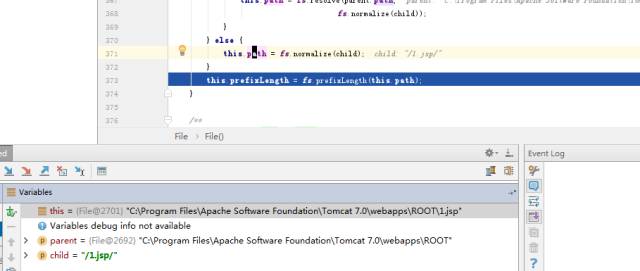 this.path = fs.resolve(parent.path, parent: "C:\Program Files\Apache Software Foundation\Tom
368 fs.normalize(child));
369 }
370 } else {
371 this.path = fs.normalize(child); child: "/1.jsp/"
372 }
373 this.prefixLength = fs.prefixLength(this.path);
374 }
375
376 /**
File › File()
Event Log
Variables
this = {File@2701} "C:\Program Files\Apache Software Foundation\Tomcat 7.0\webapps\ROOT\1.jsp"
Variables debug info not available
parent = {File@2692} "C:\Program Files\Apache Software Foundation\Tomcat 7.0\webapps\ROOT"
child = "/1.jsp/"